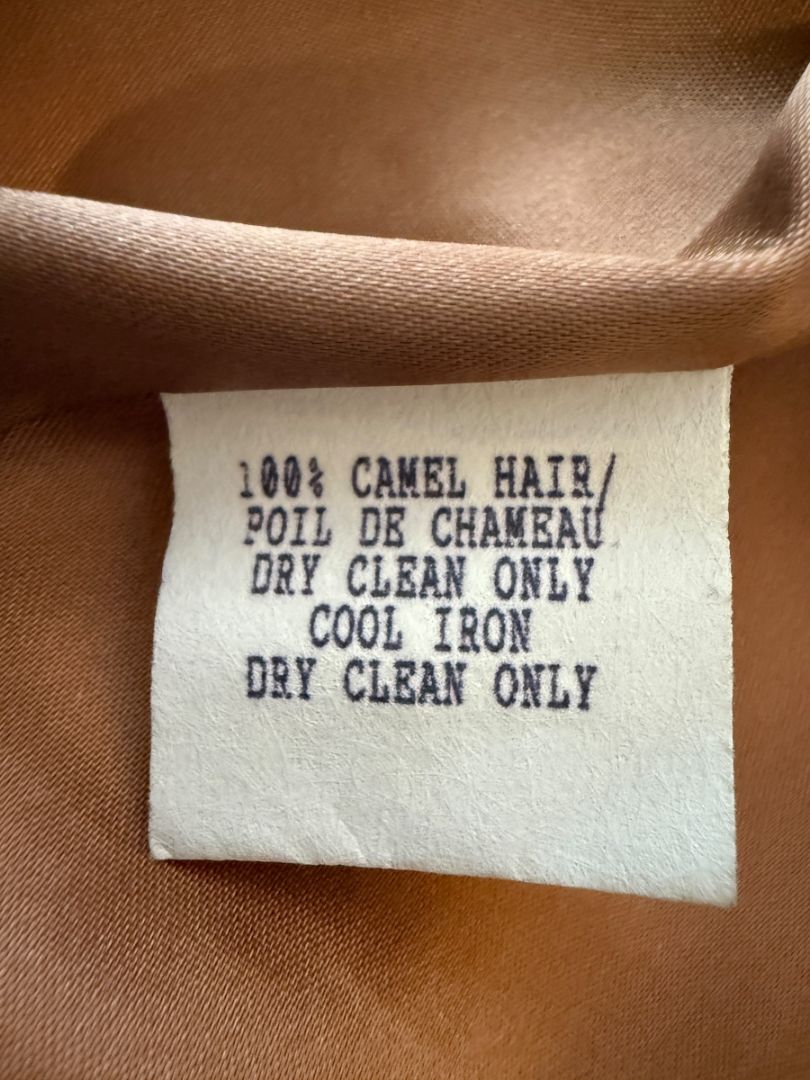 100% CAMEL HAIR/
POIL DE CHAMEAU
DRY CLEAN ONLY
COOL IRON
DRY CLEAN ONLY